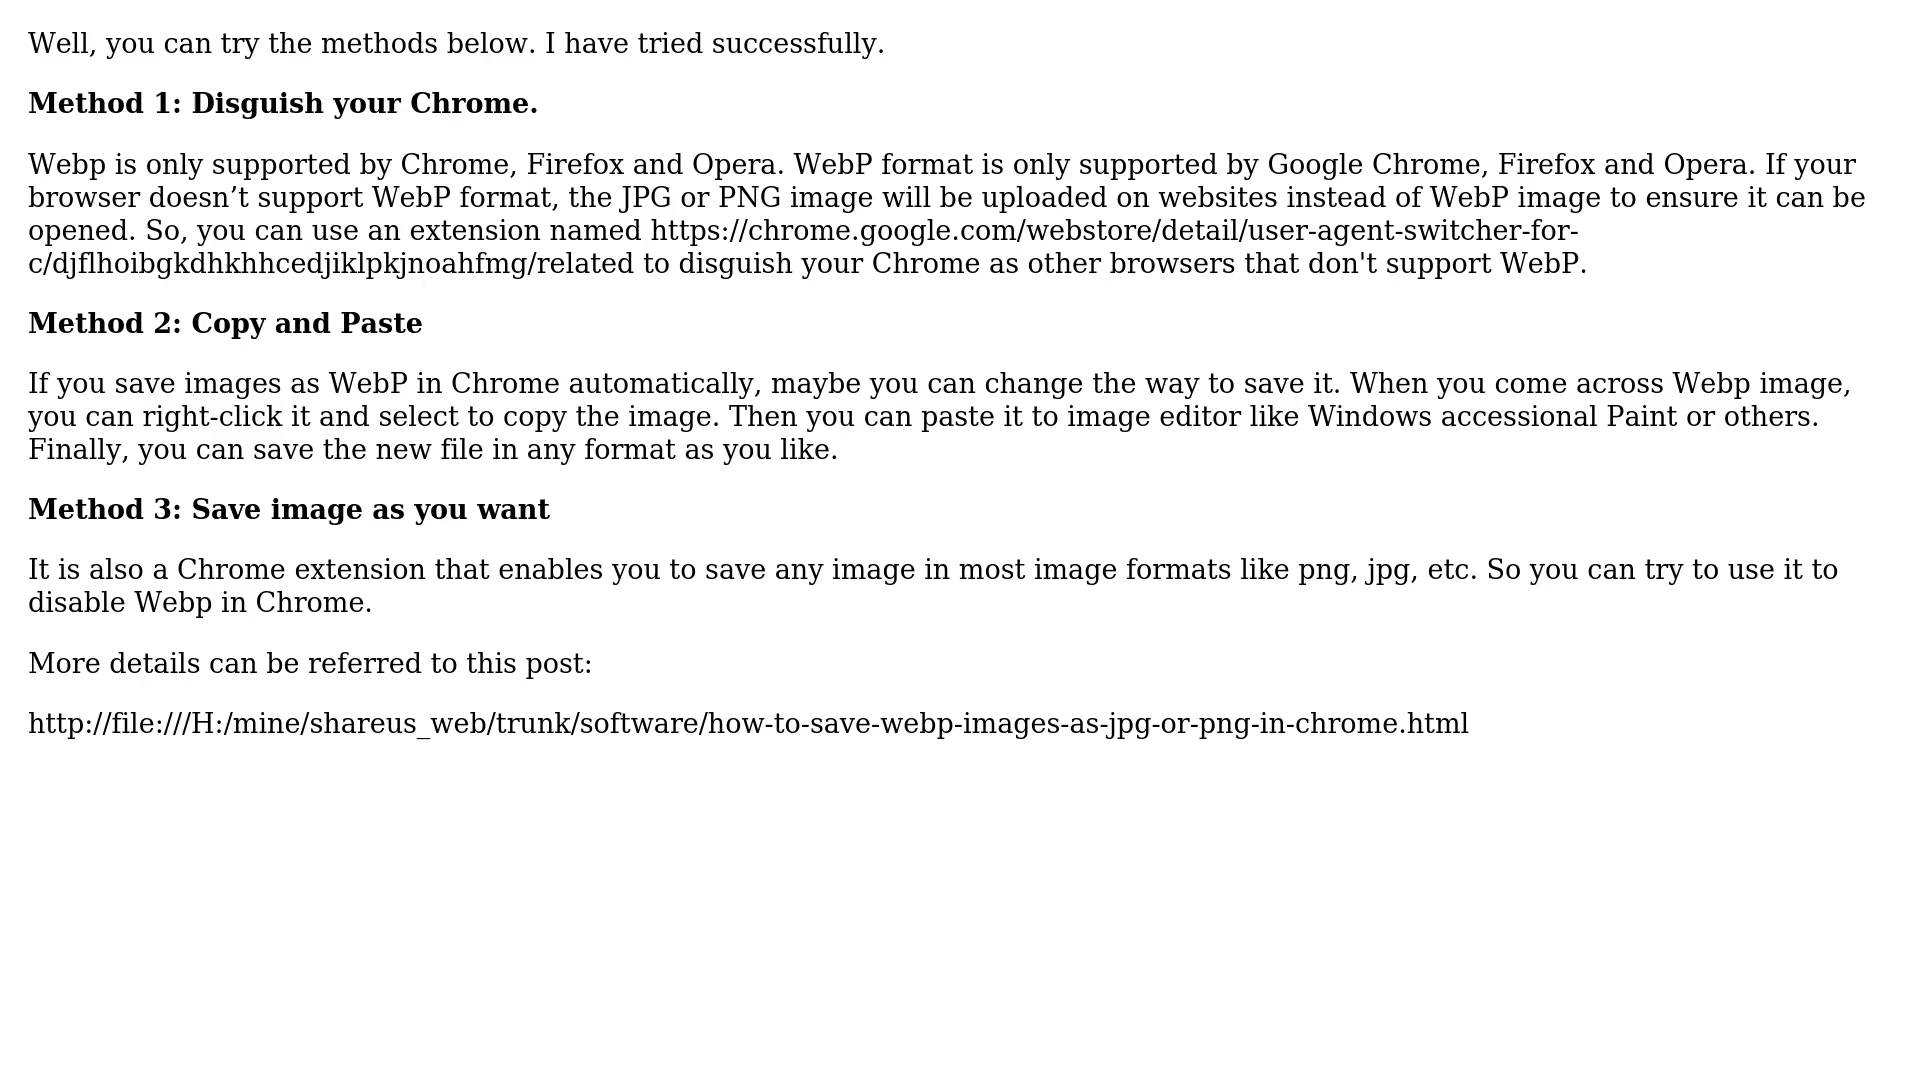 Well, you can try the methods below. I have tried successfully.
Method 1: Disguish your Chrome.
Webp is only supported by Chrome, Firefox and Opera. WebP format is only supported by Google Chrome, Firefox and Opera. If your
browser doesn’t support WebP format, the JPG or PNG image will be uploaded on websites instead of WebP image to ensure it can be
opened. So, you can use an extension named https://chrome.google.com/webstore/detail/user-agent-switcher-for-
c/djflhoibgkdhkhhcedjiklpkjnoahfmg/related to disguish your Chrome as other browsers that don't support WebP.
Method 2: Copy and Paste
If you save images as WebP in Chrome automatically, maybe you can change the way to save it. When you come across Webp image,
you can right-click it and select to copy the image. Then you can paste it to image editor like Windows accessional Paint or others.
Finally, you can save the new file in any format as you like.
Method 3: Save image as you want
It is also a Chrome extension that enables you to save any image in most image formats like png, jpg, etc. So you can try to use it to
disable Webp in Chrome.
More details can be referred to this post:
http://file:///H:/mine/shareus_web/trunk/software/how-to-save-webp-images-as-jpg-or-png-in-chrome.html